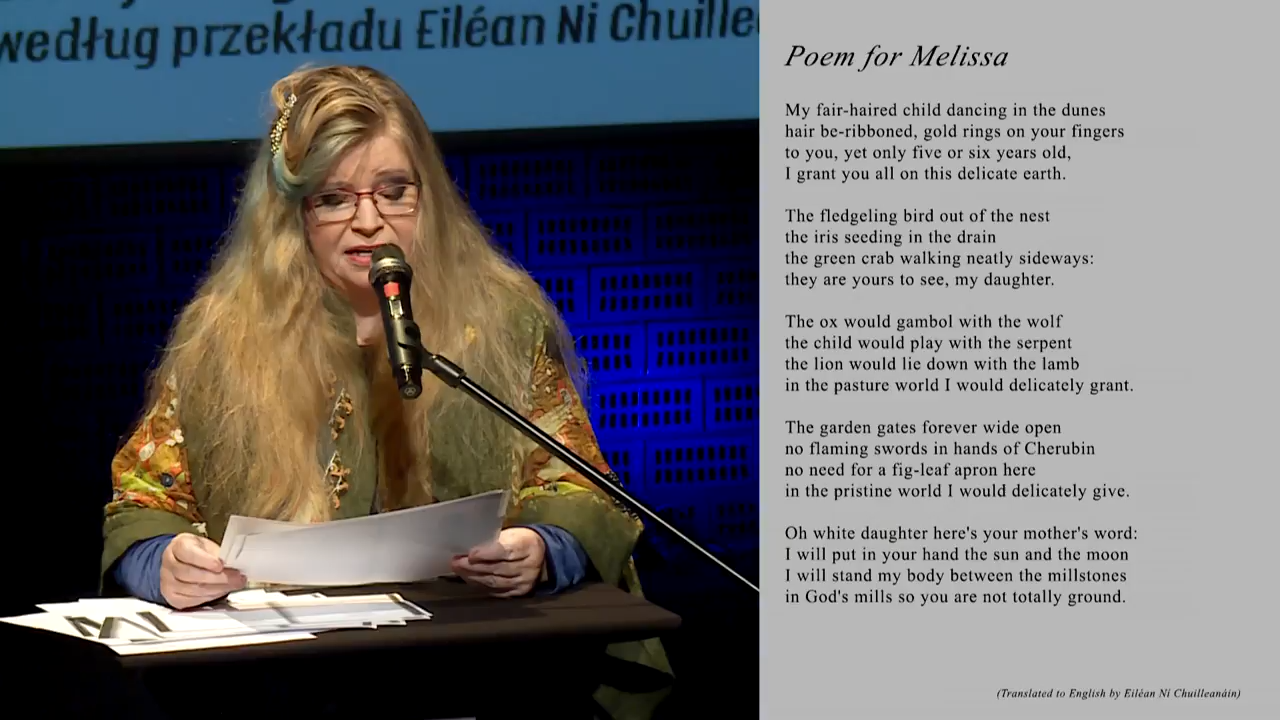 według przekładu Eiléan Ni Chuille
Poem for Melissa
My fair-haired child dancing in the dunes
hair be-ribboned, gold rings on your fingers
to you, yet only five or six years old,
I grant you all on this delicate earth.
The fledgeling bird out of the nest
the iris seeding in the drain
the green crab walking neatly sideways:
they are yours to see, my daughter.
The ox would gambol with the wolf
the child would play with the serpent
the lion would lie down with the lamb
in the pasture world I would delicately grant.
The garden gates forever wide open
no flaming swords in hands of Cherubin
no need for a fig-leaf apron here
in the pristine world I would delicately give.
Oh white daughter here's your mother's word:
I will put in your hand the sun and the moon
I will stand my body between the millstones
in God's mills so you are not totally ground.
(Translated to English by Eiléan Ní Chuilleanáin)